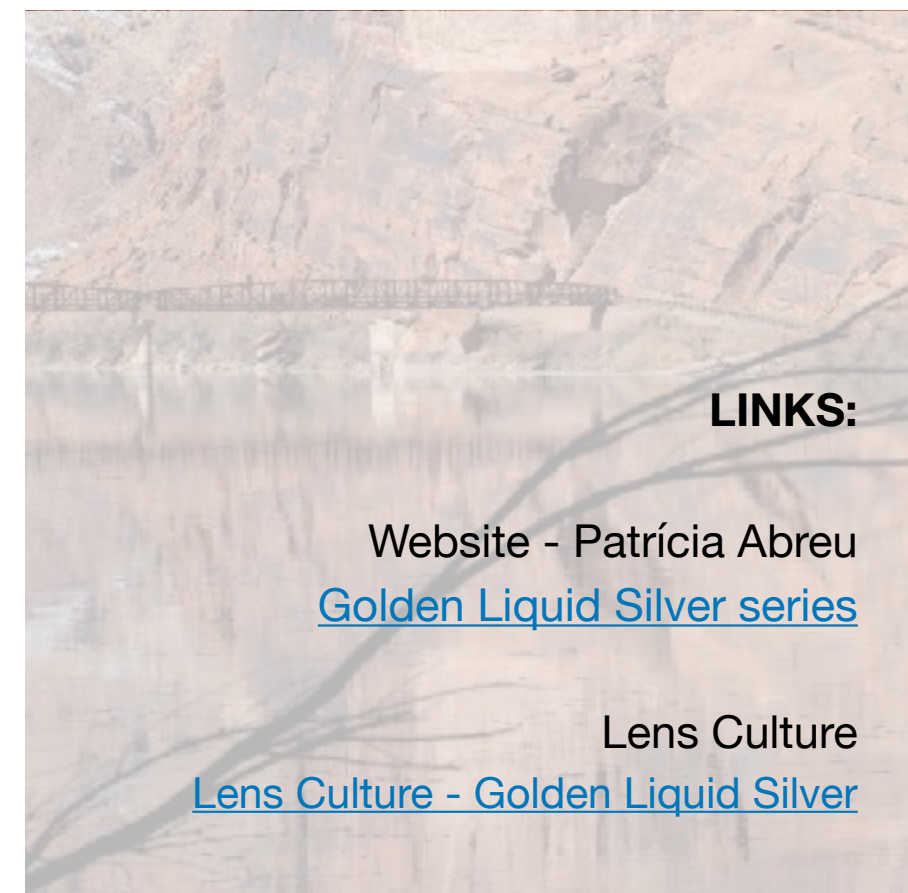 LINKS:
Website - Patrícia Abreu
Golden Liquid Silver series
Lens Culture
Lens Culture - Golden Liquid Silver